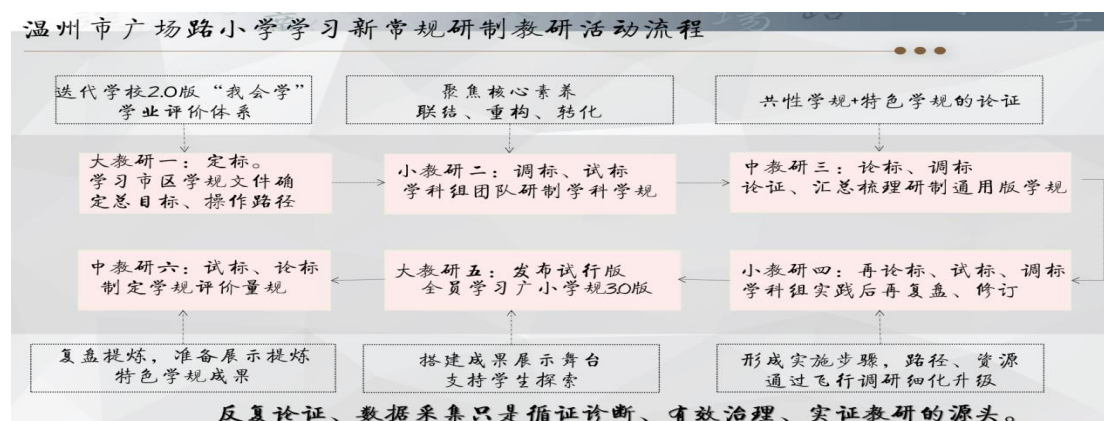 温州市广场路小学学习新常规研制教研活动流程
迭代学校2.0版“我会学”
学业评价体系
聚焦核心素养
联结、重构、转化
共性学规+特色学规的论证
大教研一：定标。
学习市区学规文件确
定总目标、操作路径
小教研二：调标、试标
学科组团队研制学科学规
中教研三：论标、调标
论证、汇总梳理研制通用版学规
中教研六：试标、论标
制定学规评价量规
大教研五：发布试行版
全员学习广小学规3.0版
小教研四：再论标、试标、调标
学科组实践后再复盘、修订
复盘提炼，准备展示提炼
特色学规成果
搭建成果展示舞台
支持学生探索
形成实施步骤，路径、资源
通过飞行调研细化升级
反复论证、数据采集只是循证诊断、有效治理、实证教研的源头。